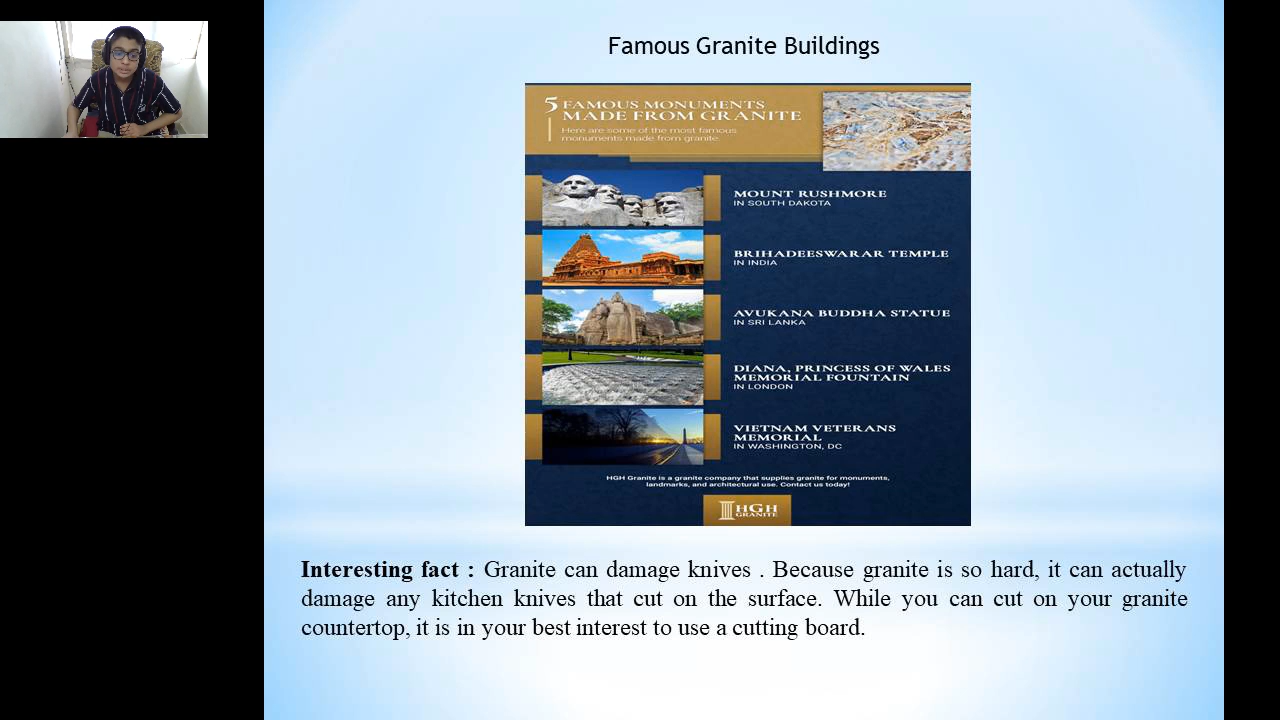 Famous Granite Buildings
5 FAMOUS MONUMENTS
MADE FROM GRANITE
Here are some of the most famous
monuments made from granite.
MOUNT RUSHMORE
IN SOUTH DAKOTA
BRIHADEESWARAR TEMPLE
IN INDIA
AVUKANA BUDDHA STATUE
IN SRI LANKA
DIANA, PRINCESS OF WALES
MEMORIAL FOUNTAIN
IN LONDON
VIETNAM VETERANS
MEMORIAL
IN WASHINGTON, DC
HGH Granite is a granite company that supplies granite for monuments,
landmarks, and architectural use. Contact us today!
HGH
GRANITE
Interesting fact : Granite can damage knives . Because granite is so hard, it can actually
damage any kitchen knives that cut on the surface. While you can cut on your granite
countertop, it is in your best interest to use a cutting board.